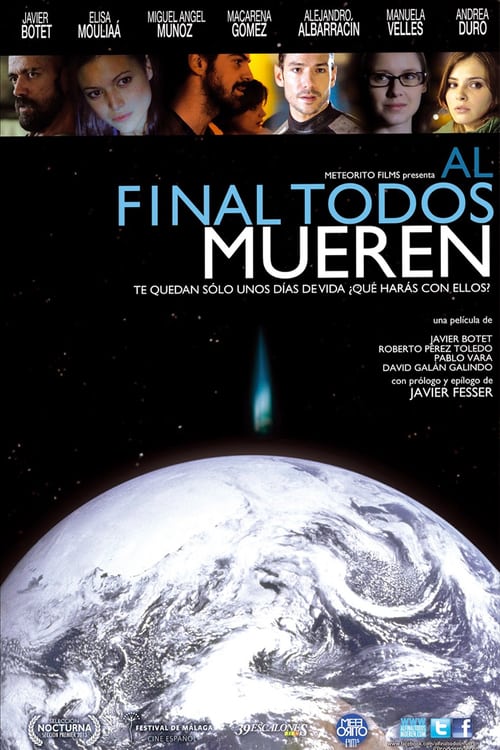 JAVIER BOTET
ELISA MOULIAÁ
MIGUEL ANGEL MUÑOZ
MACARENA GOMEZ
ALEJANDRO ALBARRACÍN
MANUELA VELLES
ANDREA DURO
METEORITO FILMS presenta
AL
FINAL TODOS
MUEREN
TE QUEDAN SÓLO UNOS DÍAS DE VIDA ¿QUÉ HARÁS CON ELLOS?
una película de
JAVIER BOTET
ROBERTO PÉREZ TOLEDO
PABLO VARA
DAVID GALÁN GALINDO
con prólogo y epílogo de
JAVIER FESSER
SELECCIÓN
NOCTURNA
FESTIVAL DE MÁLAGA
CINE ESPAÑOL
39 ESCALONES